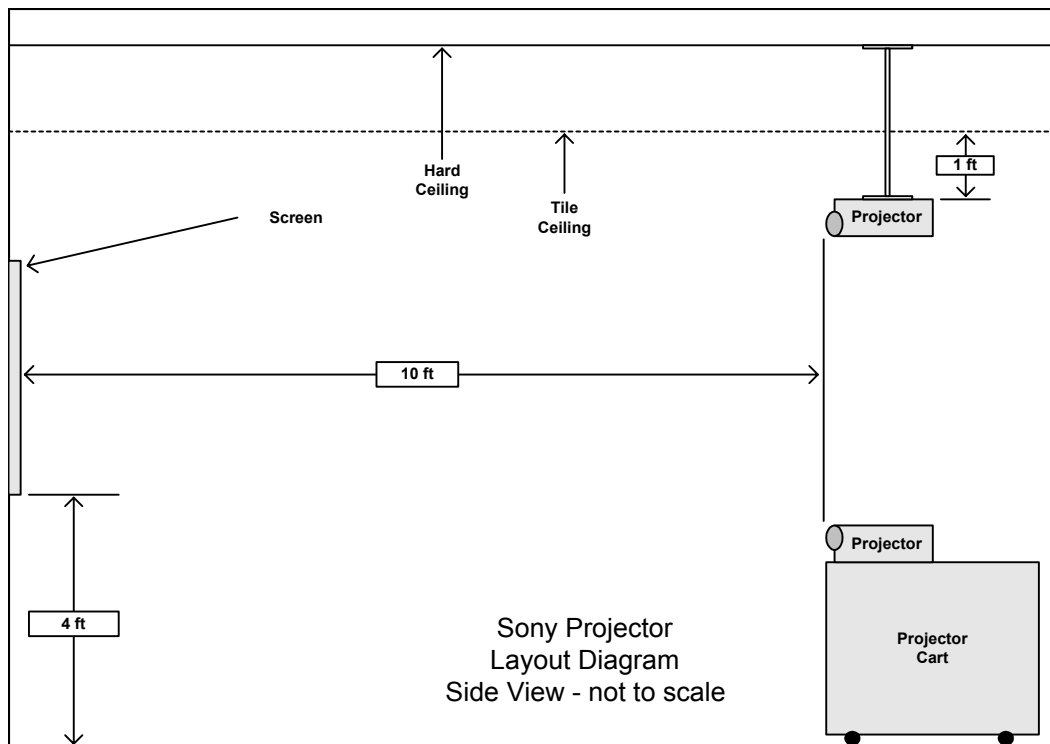 Hard
Ceiling
1 ft
Tile
Ceiling
Screen
Projector
10 ft
Projector
4 ft
Projector
Cart
Sony Projector
Layout Diagram
Side View - not to scale